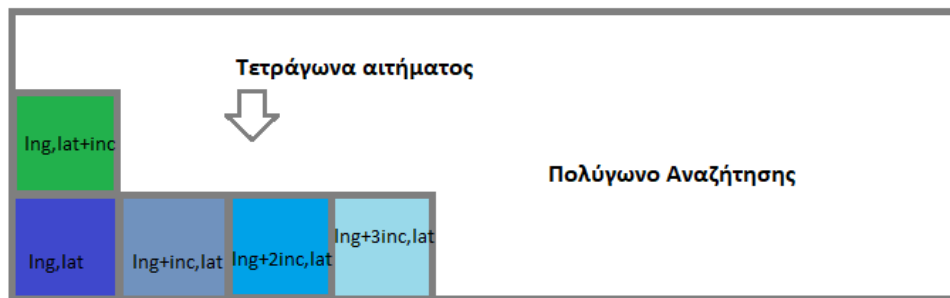 Τετράγωνα αιτήματος
lng,lat+inc
Πολύγωνο Αναζήτησης
lng,lat
lng+inc,lat
lng+2inc,lat
lng+3inc,lat